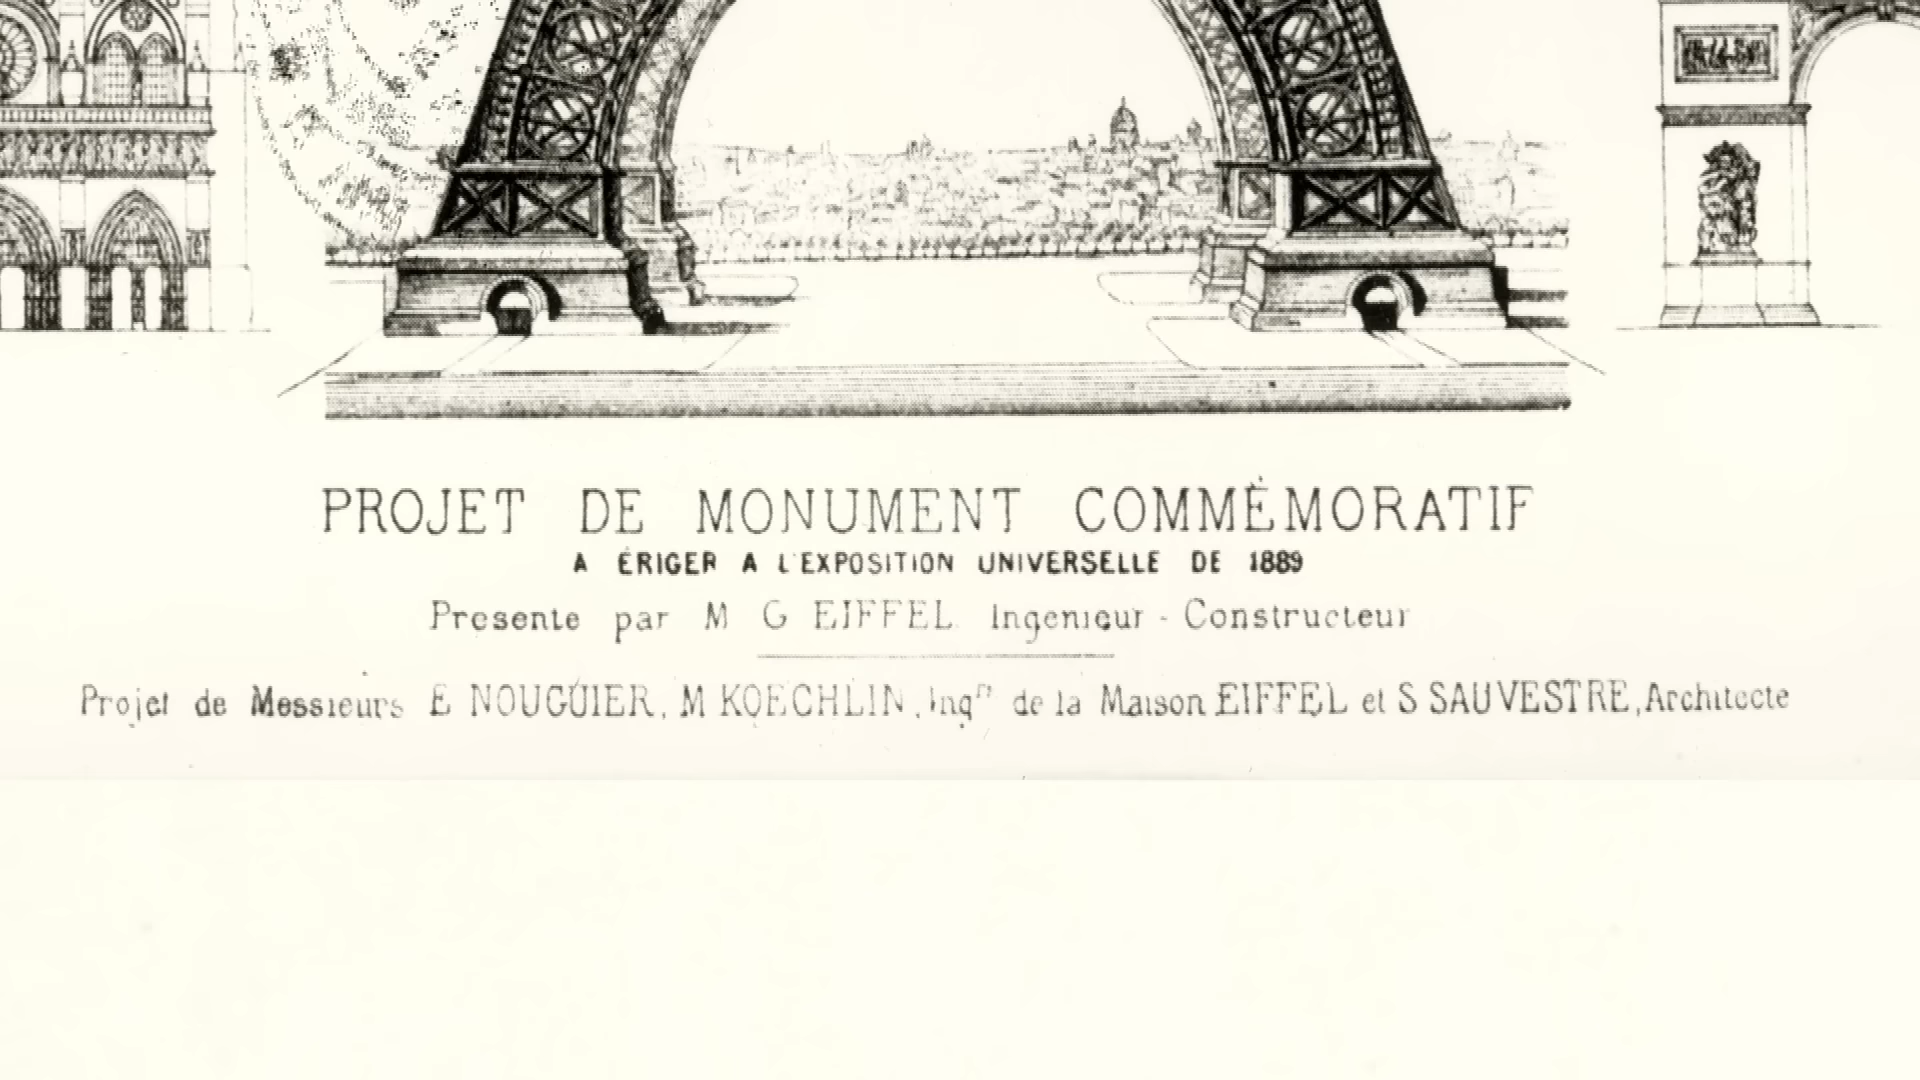 PROJET DE MONUMENT COMMÉMORATIF
A ÉRIGER A L'EXPOSITION UNIVERSELLE DE 1889
Presente par M G EIFFEL Ingenieur - Constructeur
Projet de Messieurs E NOUGUIER, M KOECHLIN, Ingrs de la Maison EIFFEL et S SAUVESTRE, Architecte